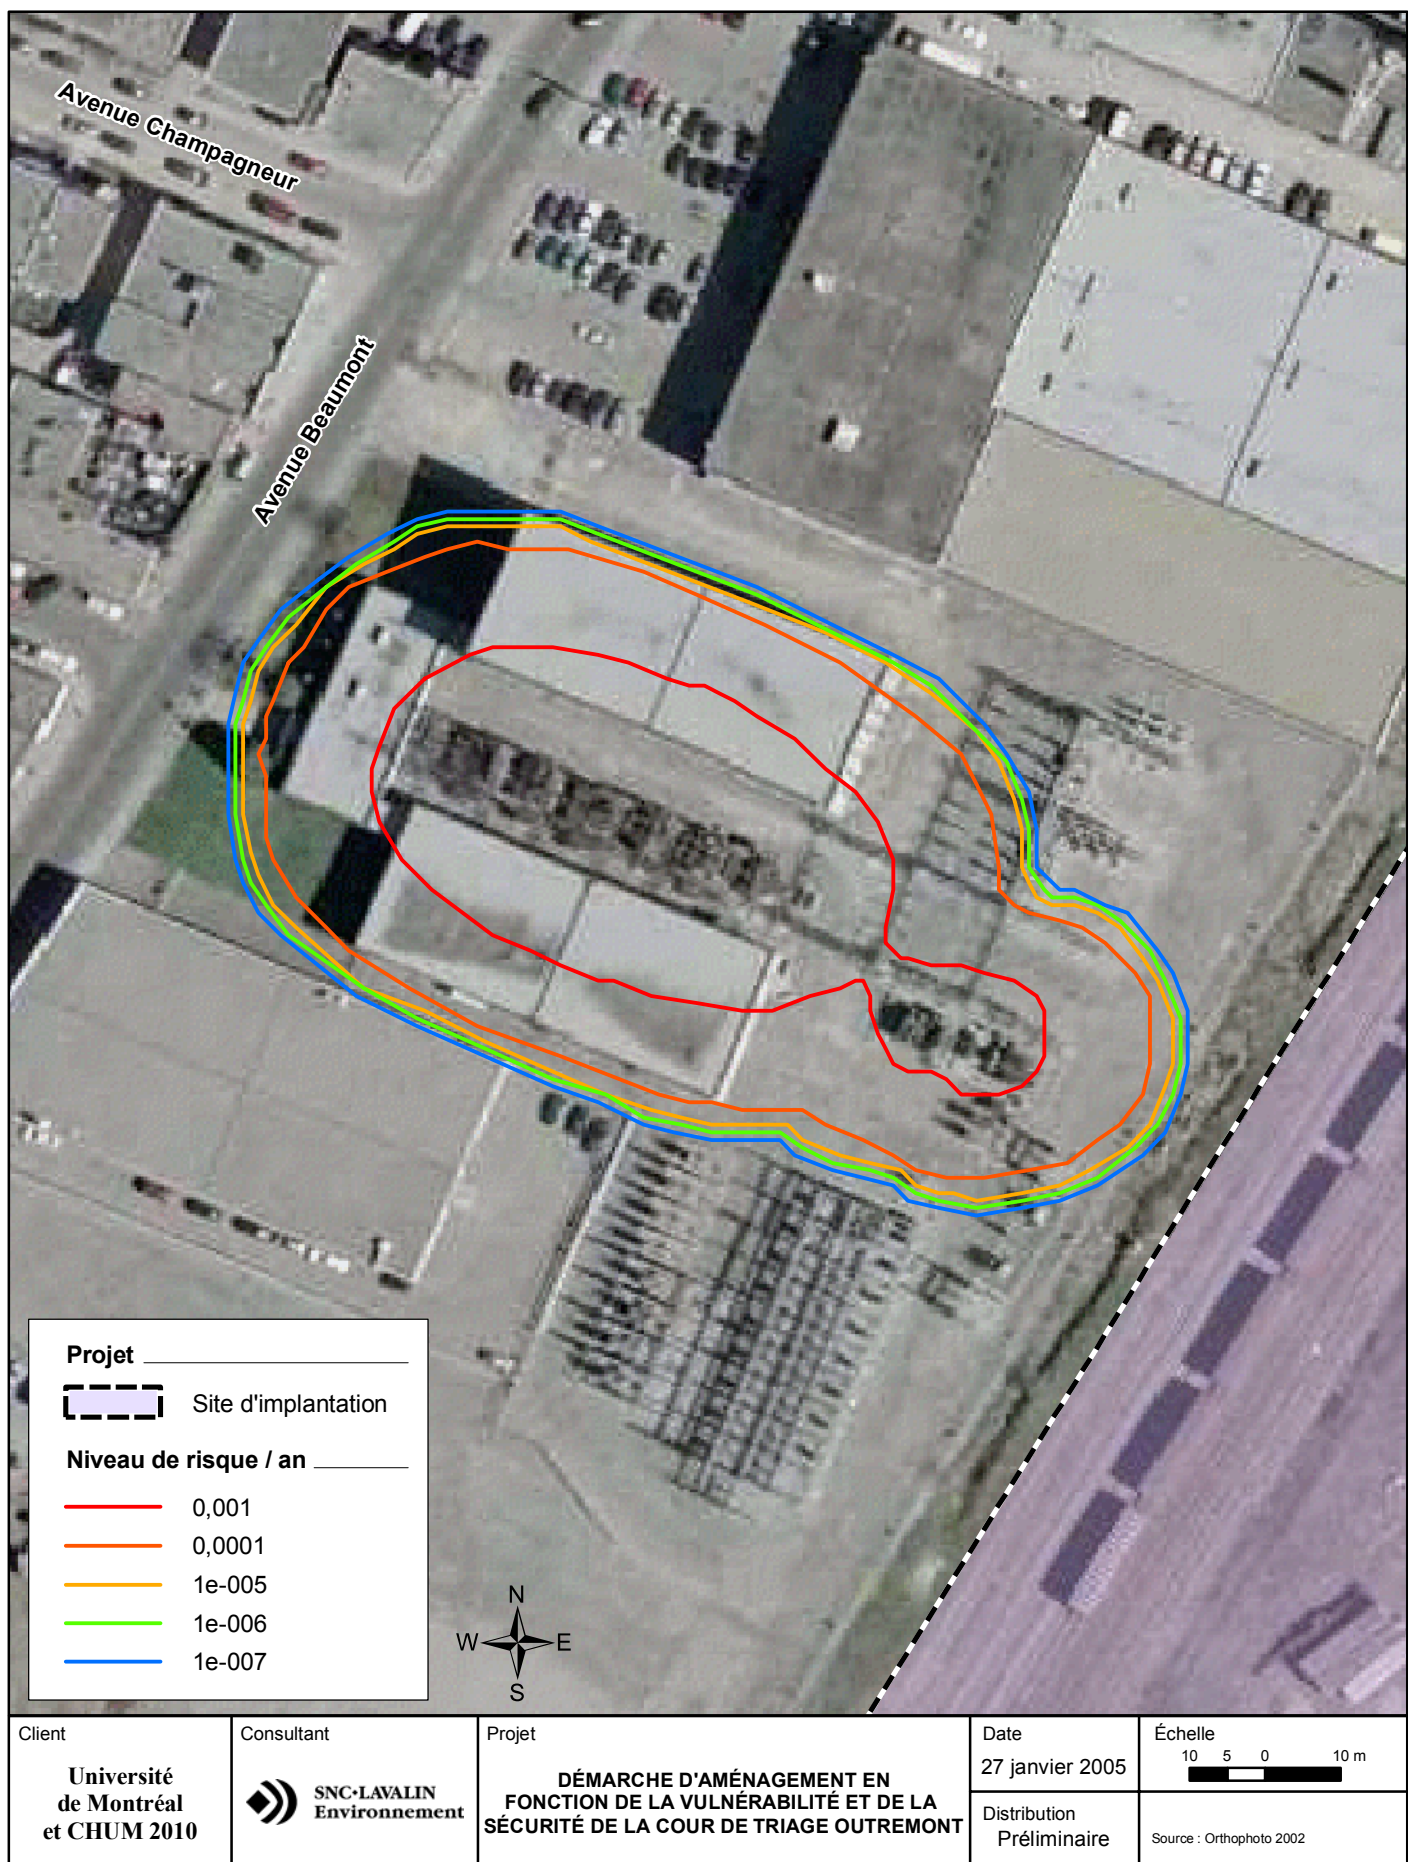 Avenue Champagneur
Avenue Beaumont
Projet
Site d'implantation
Niveau de risque / an
0,001
0,0001
1e-005
1e-006
1e-007
N
W E
S
Client
Université
de Montréal
et CHUM 2010
Consultant
SNC•LAVALIN
Environnement
Projet
DÉMARCHE D'AMÉNAGEMENT EN
FONCTION DE LA VULNÉRABILITÉ ET DE LA
SÉCURITÉ DE LA COUR DE TRIAGE OUTREMONT
Date
27 janvier 2005
Distribution
Préliminaire
Échelle
10 5 0 10 m
Source : Orthophoto 2002